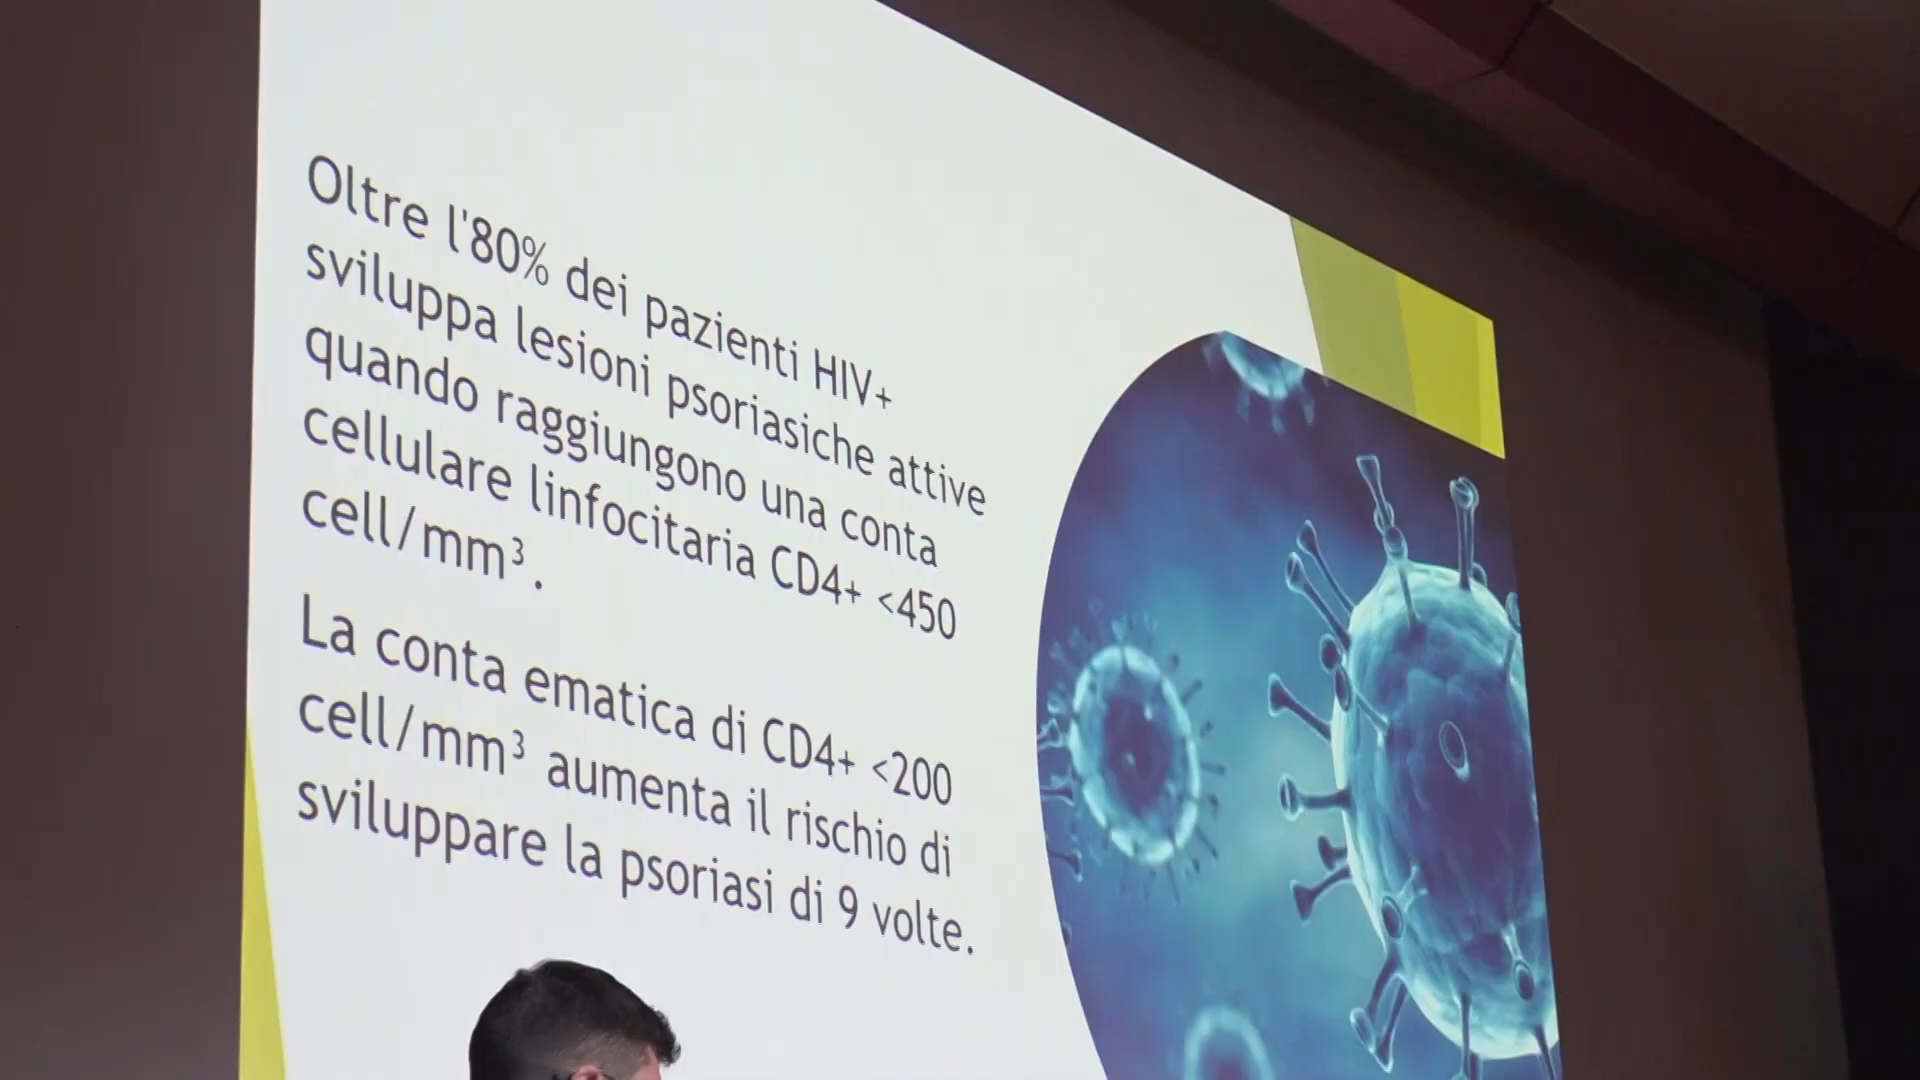 Oltre l'80% dei pazienti HIV+
sviluppa lesioni psoriasiche attive
quando raggiungono una conta
cellulare linfocitaria CD4+ <450
cell/mm³.
La conta ematica di CD4+ <200
cell/mm³ aumenta il rischio di
sviluppare la psoriasi di 9 volte.